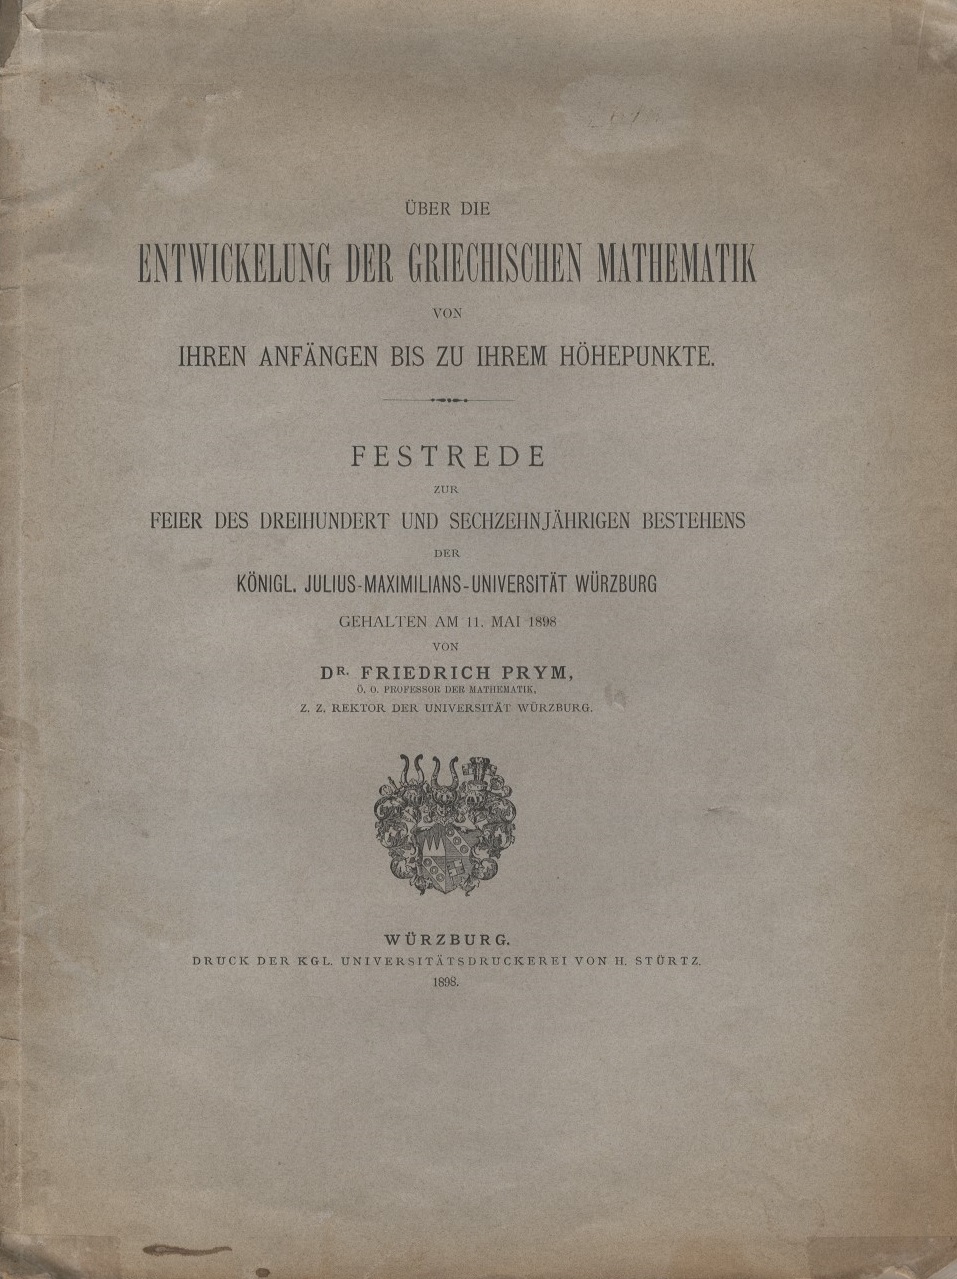 ÜBER DIE
ENTWICKELUNG DER GRIECHISCHEN MATHEMATIK
VON
IHREN ANFÄNGEN BIS ZU IHREM HÖHEPUNKTE.
FESTREDE
ZUR
FEIER DES DREIHUNDERT UND SECHZEHNJÄHRIGEN BESTEHENS
DER
KÖNIGL. JULIUS-MAXIMILIANS-UNIVERSITÄT WÜRZBURG
GEHALTEN AM 11. MAI 1898
VON
DR. FRIEDRICH PRYM,
Ö. O. PROFESSOR DER MATHEMATIK,
Z. Z. REKTOR DER UNIVERSITÄT WÜRZBURG.
WÜRZBURG.
DRUCK DER KGL. UNIVERSITÄTSDRUCKEREI VON H. STÜRTZ.
1898.